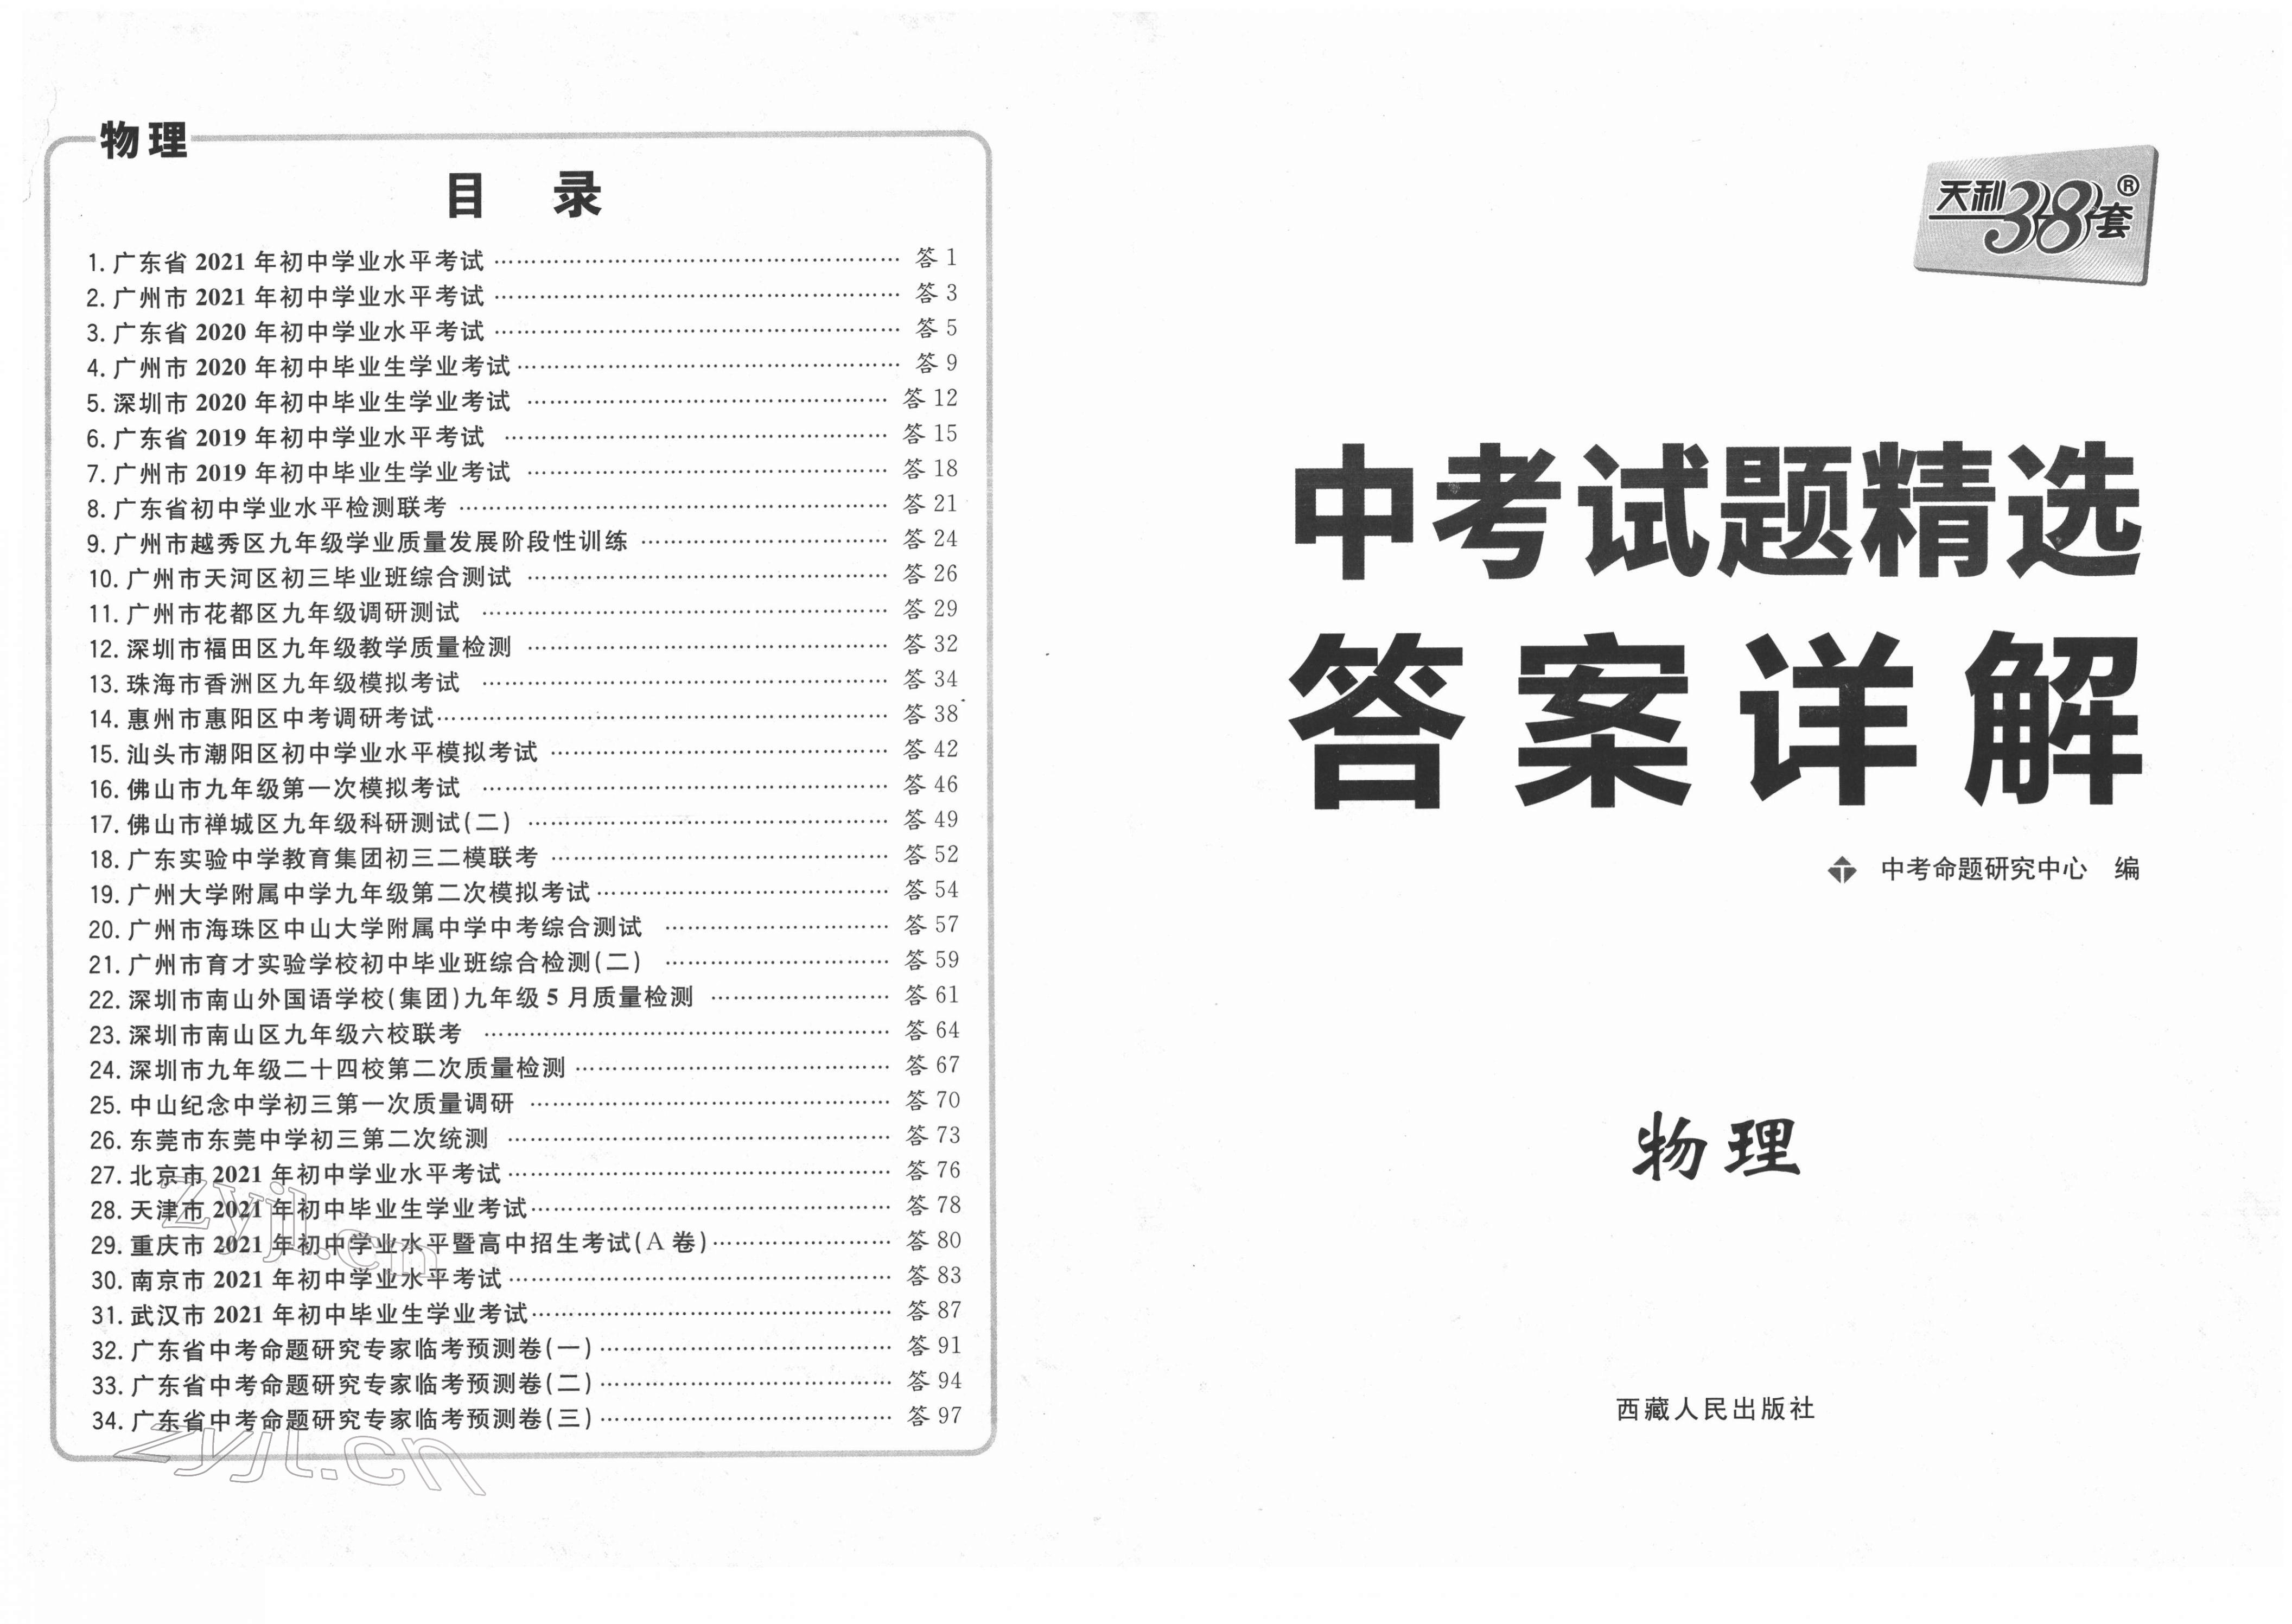 物理
目 录
1. 广东省 2021 年初中学业水平考试 …… 答 1
2. 广州市 2021 年初中学业水平考试 …… 答 3
3. 广东省 2020 年初中学业水平考试 …… 答 5
4. 广州市 2020 年初中毕业生学业考试 …… 答 9
5. 深圳市 2020 年初中毕业生学业考试 …… 答 12
6. 广东省 2019 年初中学业水平考试 …… 答 15
7. 广州市 2019 年初中毕业生学业考试 …… 答 18
8. 广东省初中学业水平检测联考 …… 答 21
9. 广州市越秀区九年级学业质量发展阶段性训练 …… 答 24
10. 广州市天河区初三毕业班综合测试 …… 答 26
11. 广州市花都区九年级调研测试 …… 答 29
12. 深圳市福田区九年级教学质量检测 …… 答 32
13. 珠海市香洲区九年级模拟考试 …… 答 34
14. 惠州市惠阳区中考调研考试 …… 答 38
15. 汕头市潮阳区初中学业水平模拟考试 …… 答 42
16. 佛山市九年级第一次模拟考试 …… 答 46
17. 佛山市禅城区九年级科研测试(二) …… 答 49
18. 广东实验中学教育集团初三二模联考 …… 答 52
19. 广州大学附属中学九年级第二次模拟考试 …… 答 54
20. 广州市海珠区中山大学附属中学中考综合测试 …… 答 57
21. 广州市育才实验学校初中毕业班综合检测(二) …… 答 59
22. 深圳市南山外国语学校(集团)九年级 5 月质量检测 …… 答 61
23. 深圳市南山区九年级六校联考 …… 答 64
24. 深圳市九年级二十四校第二次质量检测 …… 答 67
25. 中山纪念中学初三第一次质量调研 …… 答 70
26. 东莞市东莞中学初三第二次统测 …… 答 73
27. 北京市 2021 年初中学业水平考试 …… 答 76
28. 天津市 2021 年初中毕业生学业考试 …… 答 78
29. 重庆市 2021 年初中学业水平暨高中招生考试(A 卷) …… 答 80
30. 南京市 2021 年初中学业水平考试 …… 答 83
31. 武汉市 2021 年初中毕业生学业考试 …… 答 87
32. 广东省中考命题研究专家临考预测卷(一) …… 答 91
33. 广东省中考命题研究专家临考预测卷(二) …… 答 94
34. 广东省中考命题研究专家临考预测卷(三) …… 答 97
zyjl.cn
zyjl.cn
天利38套®
中考试题精选
答案详解
中考命题研究中心 编
物理
西藏人民出版社